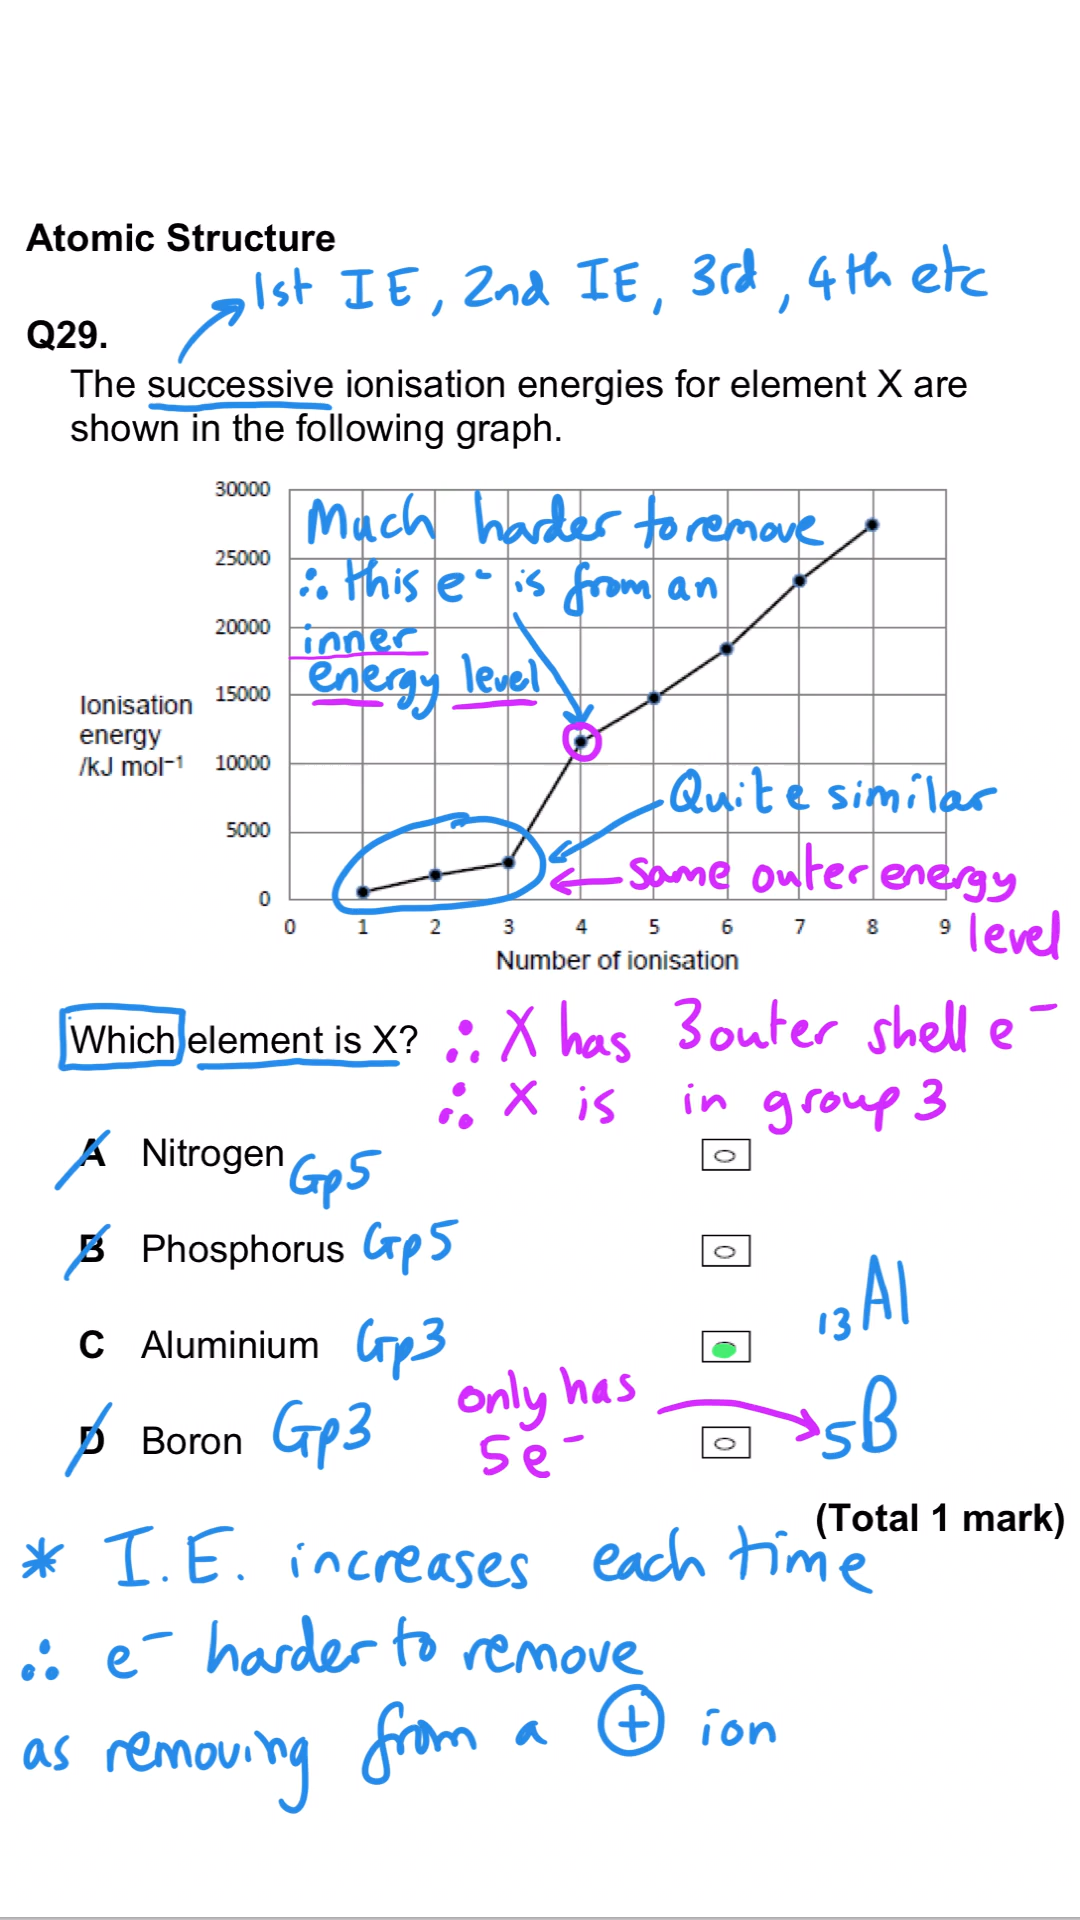 Atomic Structure
1st IE, 2nd IE, 3rd, 4th etc
Q29.
The successive ionisation energies for element X are
shown in the following graph.
30000
25000
20000
15000
10000
5000
0
Ionisation
energy
/kJ mol⁻¹
Much harder to remove
∴ this e⁻ is from an
inner
energy level
Quite similar
same outer energy
level
0 1 2 3 4 5 6 7 8 9
Number of ionisation
Which element is X?
∴ X has 3 outer shell e⁻
∴ X is in group 3
A Nitrogen Gp5
B Phosphorus Gp5
C Aluminium Gp3
₁₃Al
only has
5e⁻
D Boron Gp3
₅B
(Total 1 mark)
* I.E. increases each time
∴ e⁻ harder to remove
as removing from a + ion